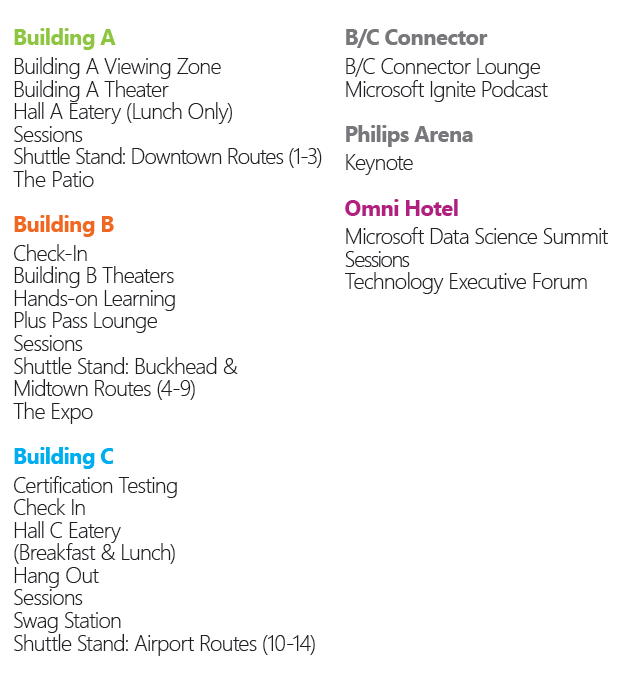 Building A
Building A Viewing Zone
Building A Theater
Hall A Eatery (Lunch Only)
Sessions
Shuttle Stand: Downtown Routes (1-3)
The Patio
Building B
Check-In
Building B Theaters
Hands-on Learning
Plus Pass Lounge
Sessions
Shuttle Stand: Buckhead &
Midtown Routes (4-9)
The Expo
Building C
Certification Testing
Check In
Hall C Eatery
(Breakfast & Lunch)
Hang Out
Sessions
Swag Station
Shuttle Stand: Airport Routes (10-14)
B/C Connector
B/C Connector Lounge
Microsoft Ignite Podcast
Philips Arena
Keynote
Omni Hotel
Microsoft Data Science Summit
Sessions
Technology Executive Forum